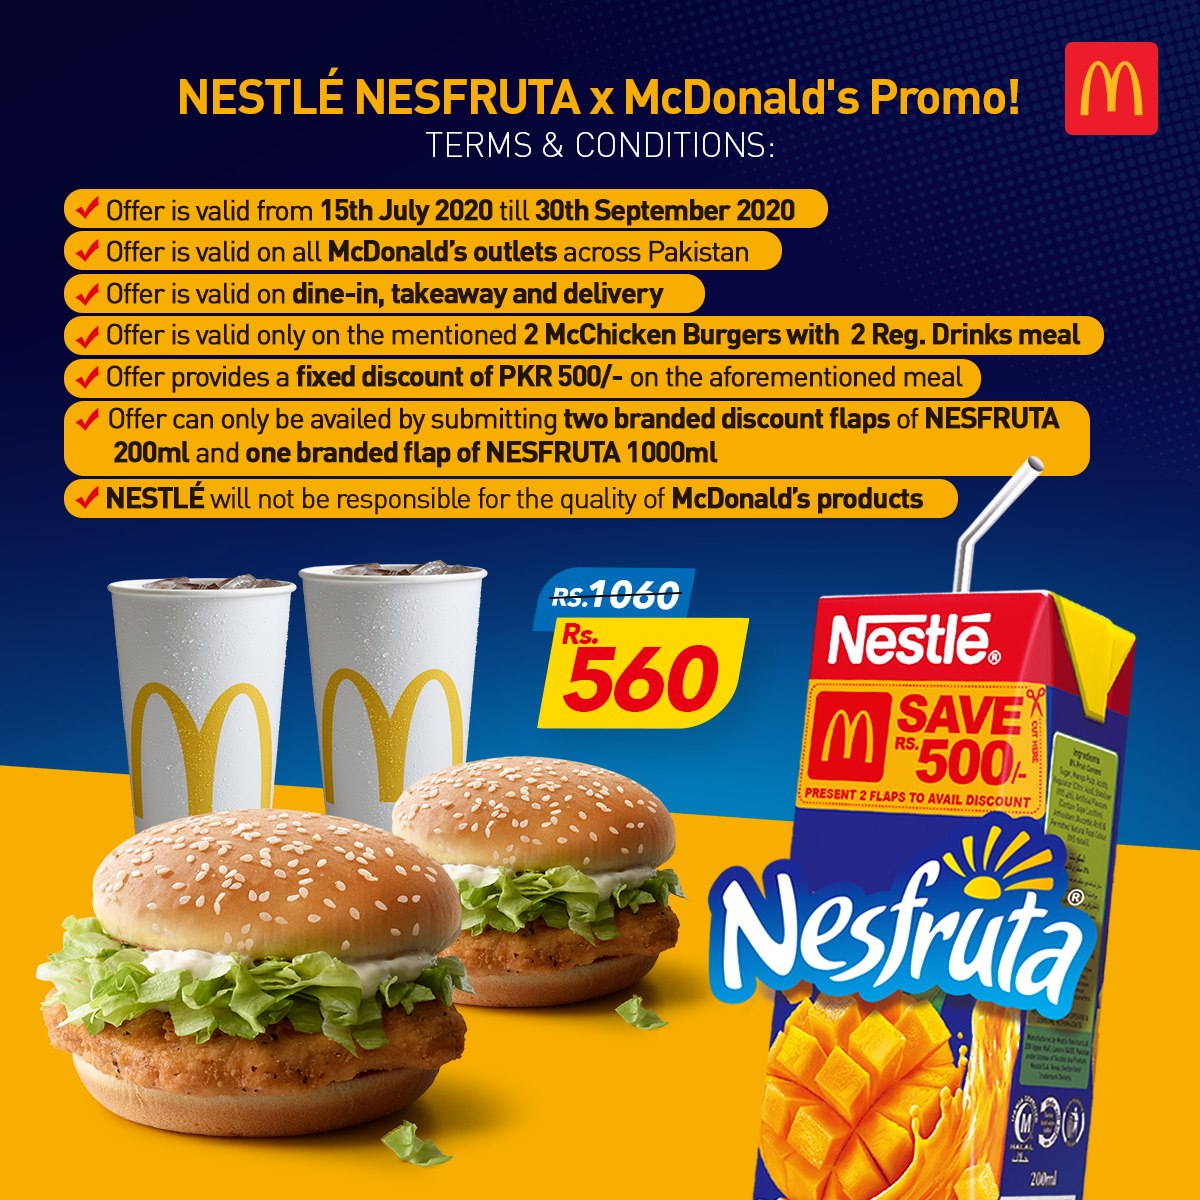 NESTLÉ NESFRUTA x McDonald's Promo!
TERMS & CONDITIONS:
Offer is valid from 15th July 2020 till 30th September 2020
Offer is valid on all McDonald’s outlets across Pakistan
Offer is valid on dine-in, takeaway and delivery
Offer is valid only on the mentioned 2 McChicken Burgers with 2 Reg. Drinks meal
Offer provides a fixed discount of PKR 500/- on the aforementioned meal
Offer can only be availed by submitting two branded discount flaps of NESFRUTA
200ml and one branded flap of NESFRUTA 1000ml
NESTLÉ will not be responsible for the quality of McDonald’s products
RS.1060
Rs.
560
Nestlé®
SAVE
RS.500/-
CUT HERE
PRESENT 2 FLAPS TO AVAIL DISCOUNT
Nesfruta®
Ingredients
HALAL
200ml